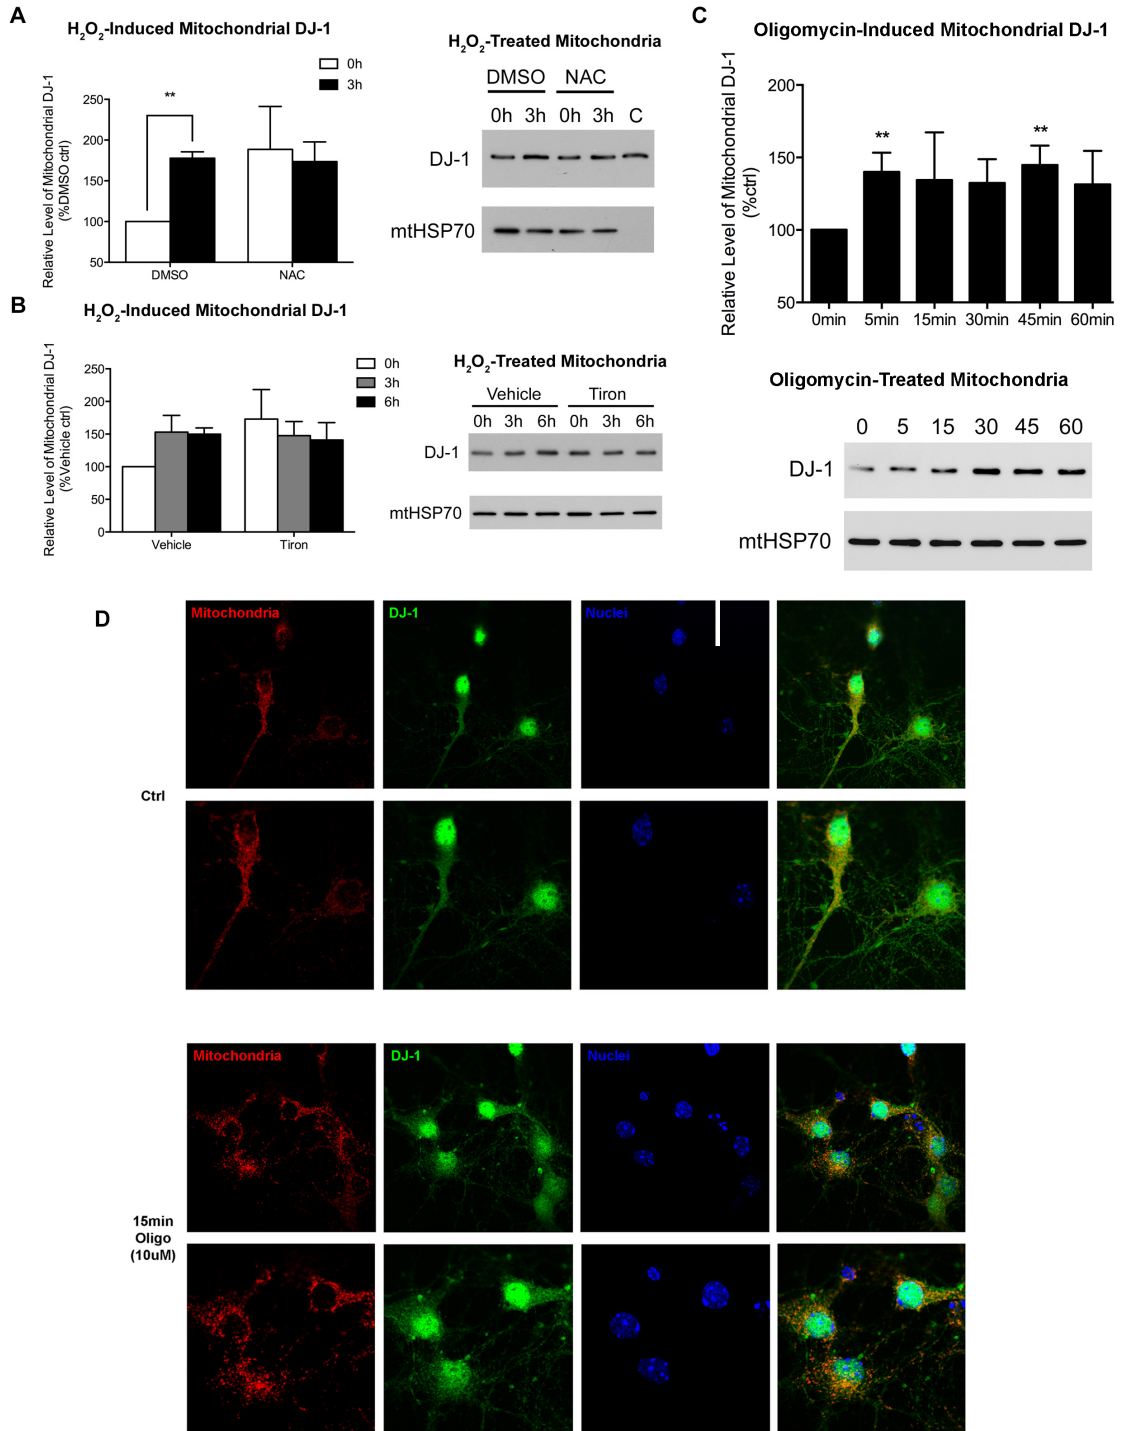 A
H2O2-Induced Mitochondrial DJ-1
0h
3h
Relative Level of Mitochondrial DJ-1
(%DMSO ctrl)
250
200
150
100
50
**
DMSO
NAC
H2O2-Treated Mitochondria
DMSO NAC
0h 3h 0h 3h C
DJ-1
mtHSP70
B
H2O2-Induced Mitochondrial DJ-1
0h
3h
6h
Relative Level of Mitochondrial DJ-1
(%Vehicle ctrl)
250
200
150
100
50
0
Vehicle
Tiron
H2O2-Treated Mitochondria
Vehicle Tiron
0h 3h 6h 0h 3h 6h
DJ-1
mtHSP70
C
Oligomycin-Induced Mitochondrial DJ-1
Relative Level of Mitochondrial DJ-1
(%ctrl)
200
150
100
50
**
**
0min 5min 15min 30min 45min 60min
Oligomycin-Treated Mitochondria
0 5 15 30 45 60
DJ-1
mtHSP70
D
Mitochondria
DJ-1
Nuclei
Ctrl
Mitochondria
DJ-1
Nuclei
15min
Oligo
(10uM)